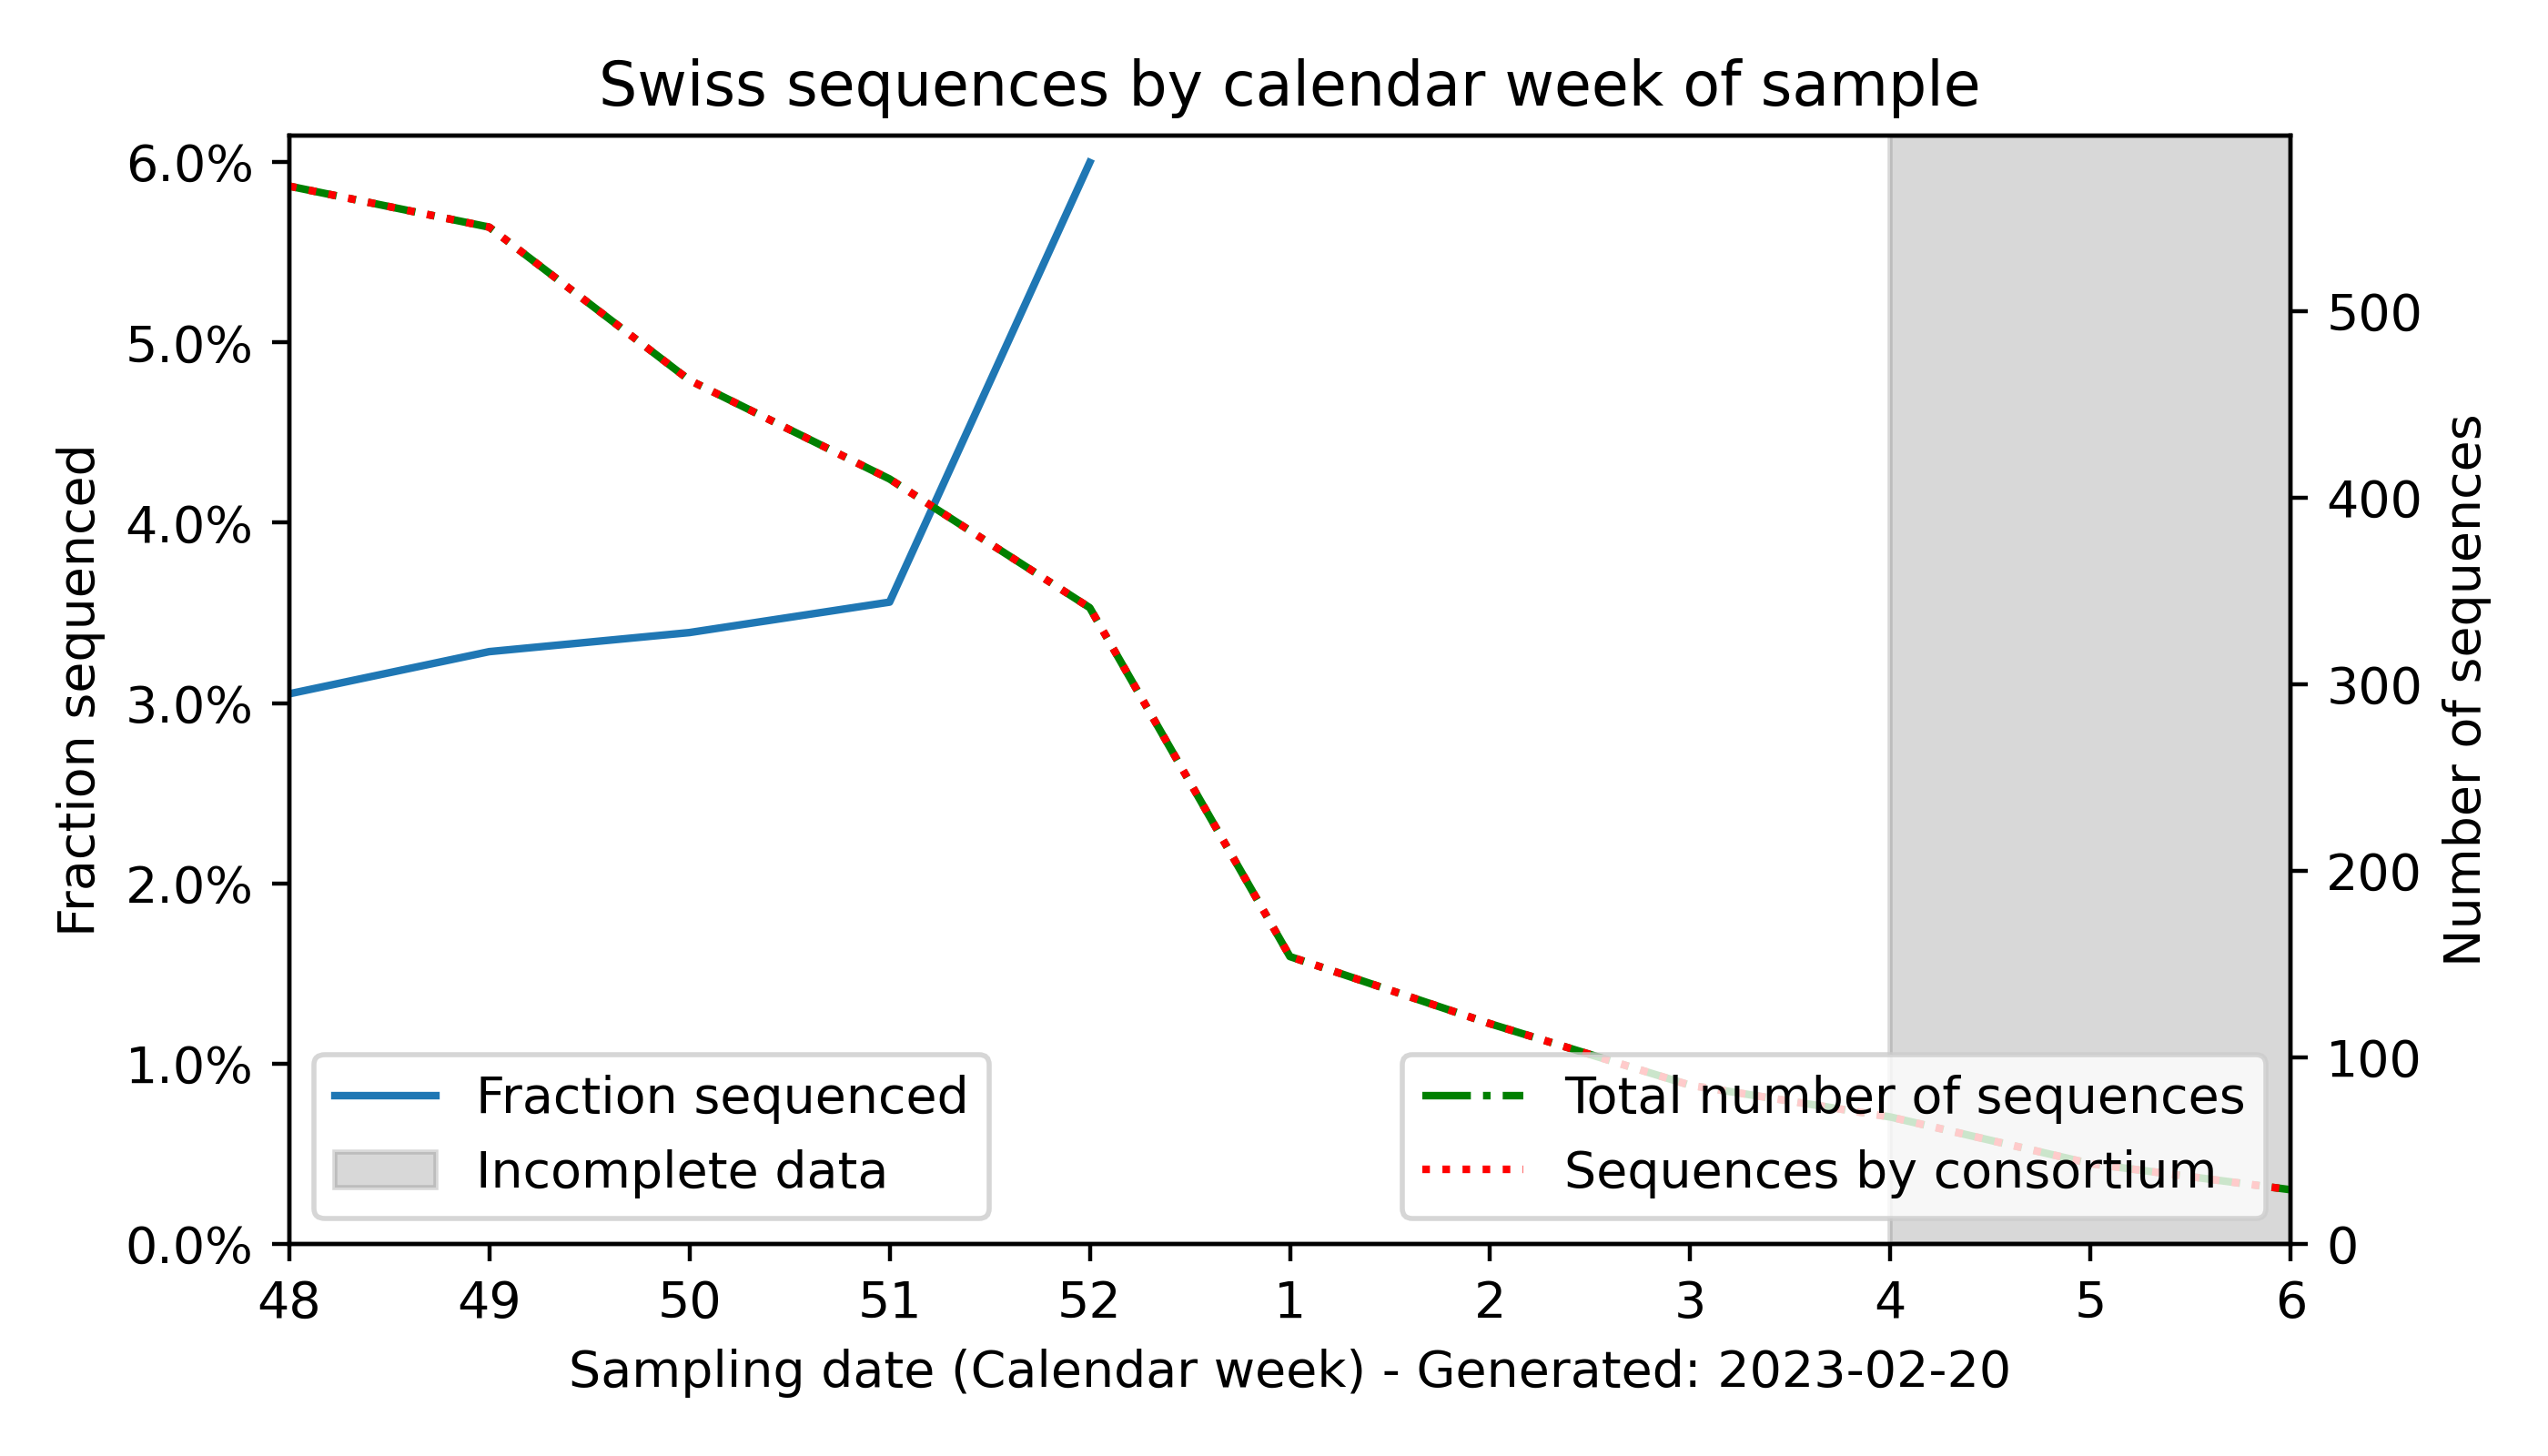 Swiss sequences by calendar week of sample
6.0%
5.0%
4.0%
3.0%
2.0%
1.0%
0.0%
Fraction sequenced
500
400
300
200
100
0
Number of sequences
Fraction sequenced
Incomplete data
Total number of sequences
Sequences by consortium
48 49 50 51 52 1 2 3 4 5 6
Sampling date (Calendar week) - Generated: 2023-02-20